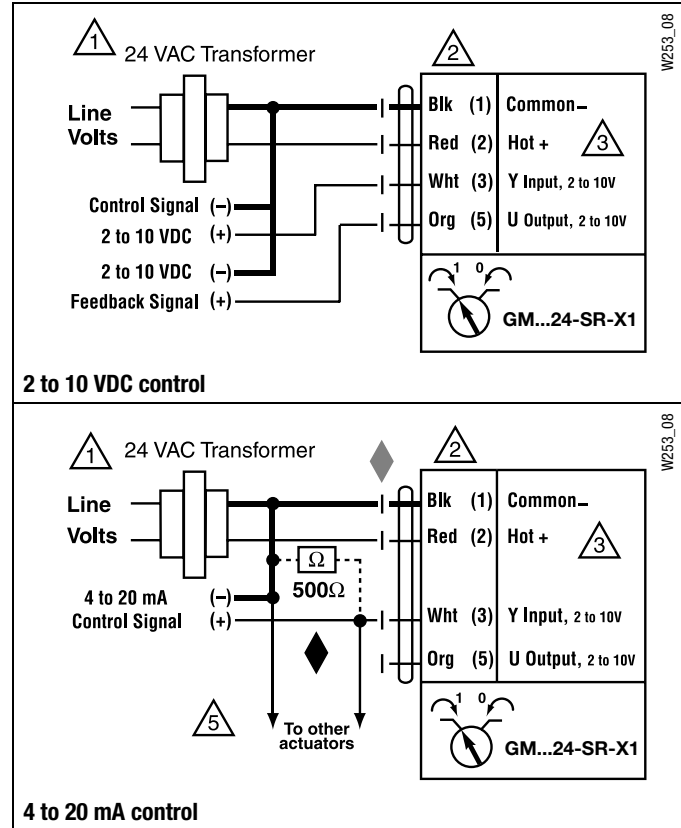 1 24 VAC Transformer
2
W253_08
Line
Volts
Blk (1) Common–
Red (2) Hot + 3
Wht (3) Y Input, 2 to 10V
Org (5) U Output, 2 to 10V
Control Signal (–)
2 to 10 VDC (+)
2 to 10 VDC (–)
Feedback Signal (+)
1 0
GM...24-SR-X1
2 to 10 VDC control
1 24 VAC Transformer
2
W253_08
Line
Volts
Blk (1) Common–
Red (2) Hot + 3
Ω
500Ω
4 to 20 mA (–)
Control Signal (+)
Wht (3) Y Input, 2 to 10V
Org (5) U Output, 2 to 10V
5
To other
actuators
1 0
GM...24-SR-X1
4 to 20 mA control